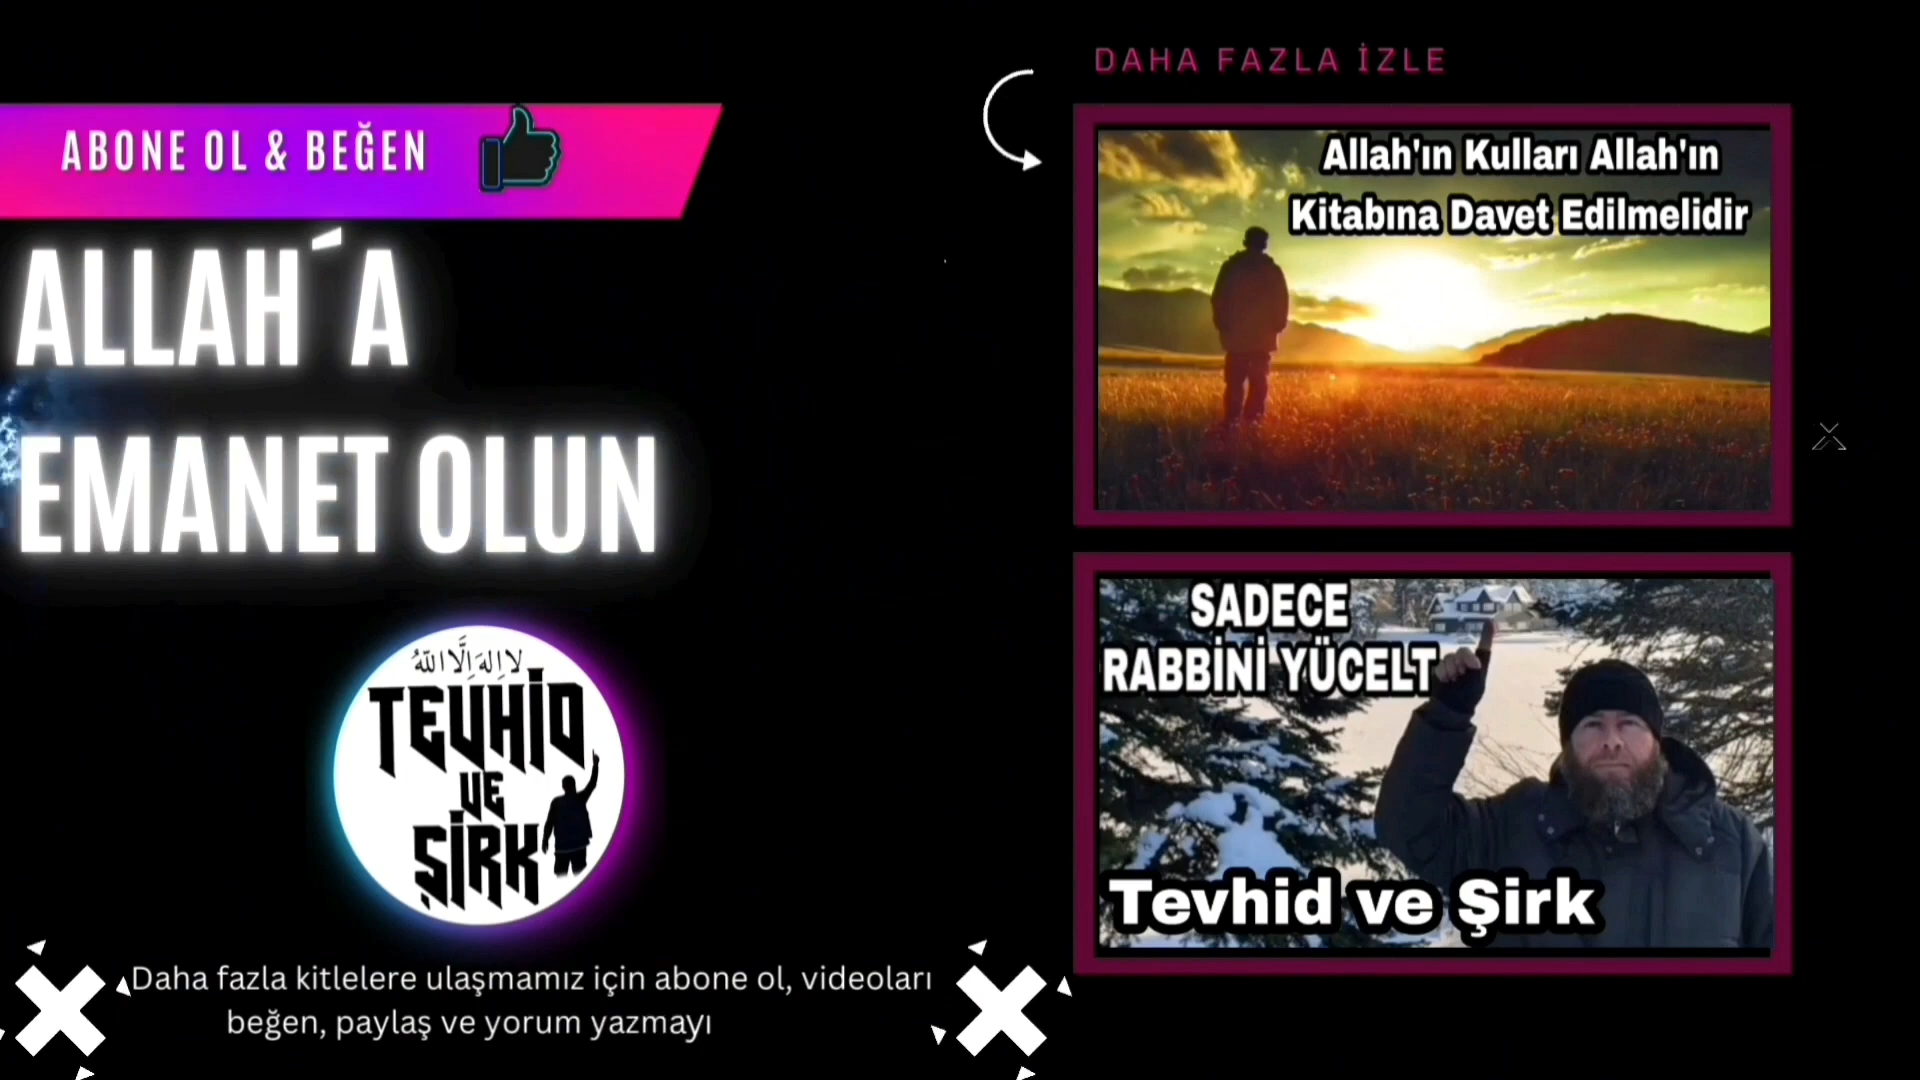 ABONE OL & BEĞEN
ALLAH´A
EMANET OLUN
لا اله الا الله
TEVHİD
VE
ŞİRK
Daha fazla kitlelere ulaşmamız için abone ol, videoları
beğen, paylaş ve yorum yazmayı
DAHA FAZLA İZLE
Allah'ın Kulları Allah'ın
Kitabına Davet Edilmelidir
SADECE
RABBİNİ YÜCELT
Tevhid ve Şirk